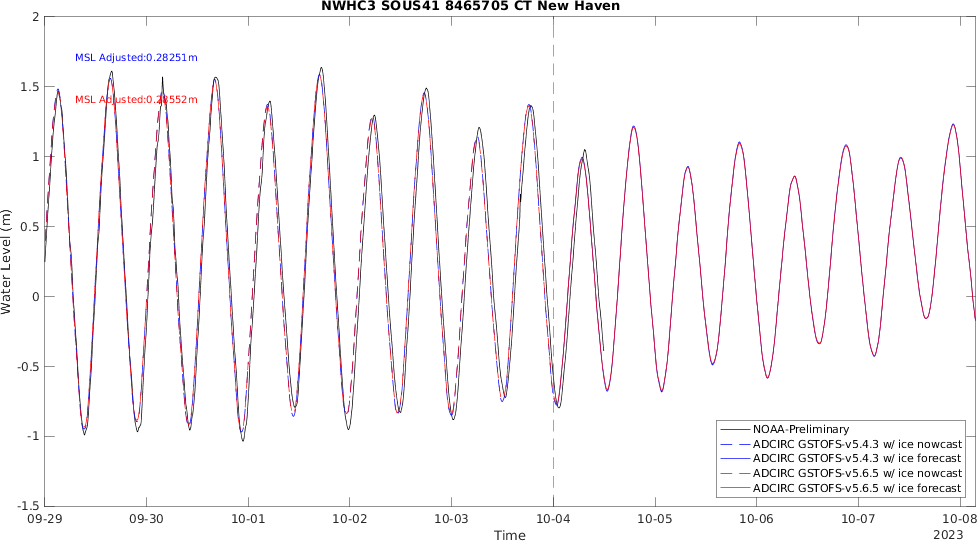 NWHC3 SOUS41 8465705 CT New Haven
MSL Adjusted:0.28251m
MSL Adjusted:0.28552m
Water Level (m)
2
1.5
1
0.5
0
-0.5
-1
-1.5
NOAA-Preliminary
ADCIRC GSTOFS-v5.4.3 w/ ice nowcast
ADCIRC GSTOFS-v5.4.3 w/ ice forecast
ADCIRC GSTOFS-v5.6.5 w/ ice nowcast
ADCIRC GSTOFS-v5.6.5 w/ ice forecast
09-29 09-30 10-01 10-02 10-03 10-04 10-05 10-06 10-07 10-08
Time
2023